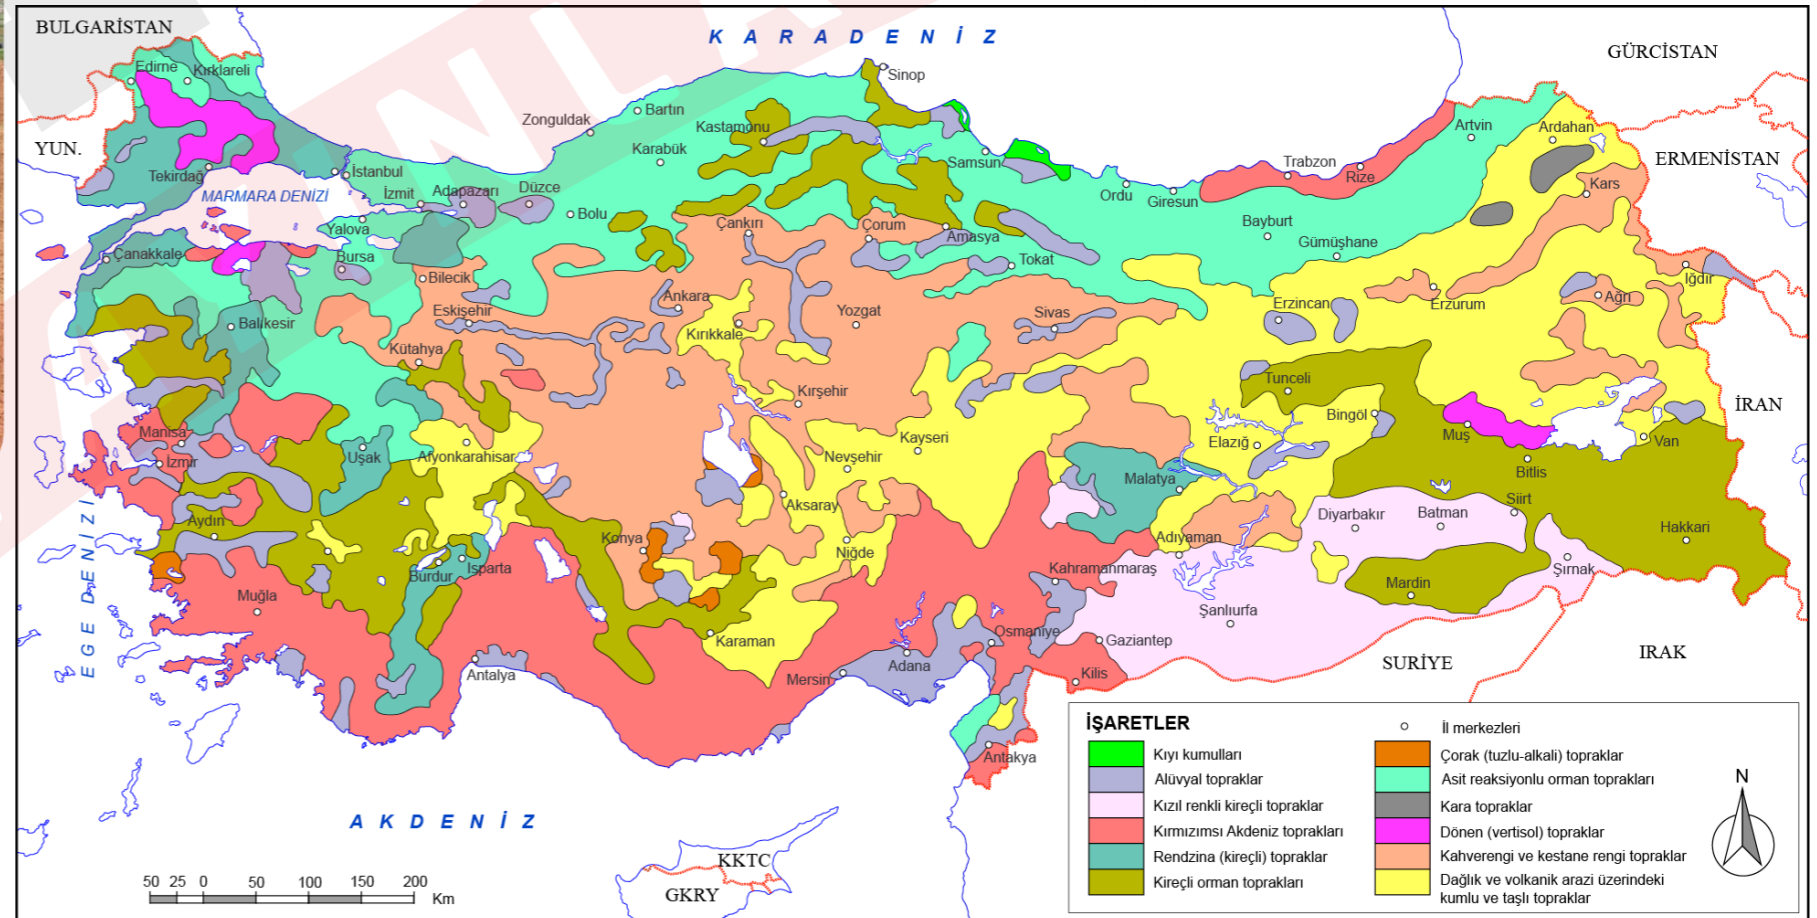 BULGARİSTAN
KARADENİZ
GÜRCİSTAN
Edirne
Kırklareli
Sinop
Bartın
Zonguldak
Kastamonu
Artvin
Ardahan
YUN.
Karabük
Samsun
ERMENİSTAN
Tekirdağ
İstanbul
Trabzon
Rize
MARMARA DENİZİ
İzmit
Adapazarı
Düzce
Kars
Bolu
Ordu
Giresun
Yalova
Çankırı
Çorum
Amasya
Bayburt
Gümüşhane
Çanakkale
Bursa
Bilecik
Tokat
Iğdır
Ankara
Erzincan
Erzurum
Ağrı
Eskişehir
Balıkesir
Kırıkkale
Yozgat
Sivas
Kütahya
Tunceli
Kırşehir
İRAN
Manisa
Bingöl
Muş
Van
İzmir
Uşak
Afyonkarahisar
Kayseri
Elazığ
Nevşehir
Bitlis
Malatya
Siirt
Aksaray
Diyarbakır
Batman
Aydın
Hakkari
EGE DENİZİ
Konya
Niğde
Adıyaman
Burdur
Isparta
Kahramanmaraş
Şırnak
Mardin
Muğla
Şanlıurfa
Karaman
Osmaniye
Gaziantep
Antalya
Mersin
Adana
Kilis
SURİYE
IRAK
Antakya
AKDENİZ
KKTC
GKRY
50 25 0 50 100 150 200
Km
İŞARETLER
Kıyı kumulları
Alüvyal topraklar
Kızıl renkli kireçli topraklar
Kırmızımsı Akdeniz toprakları
Rendzina (kireçli) topraklar
Kireçli orman toprakları
İl merkezleri
Çorak (tuzlu-alkali) topraklar
Asit reaksiyonlu orman toprakları
Kara topraklar
Dönen (vertisol) topraklar
Kahverengi ve kestane rengi topraklar
Dağlık ve volkanik arazi üzerindeki
kumlu ve taşlı topraklar
N